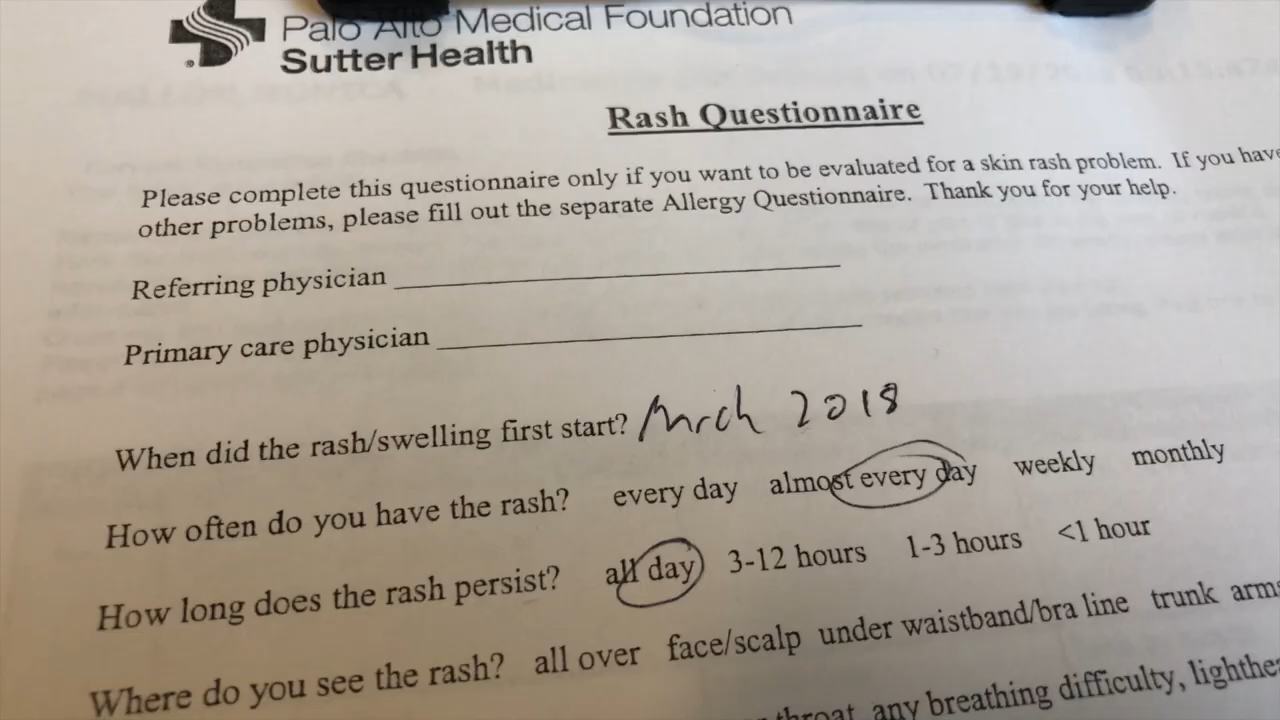 Palo Alto Medical Foundation
Sutter Health
Rash Questionnaire
Please complete this questionnaire only if you want to be evaluated for a skin rash problem. If you have
other problems, please fill out the separate Allergy Questionnaire. Thank you for your help.
Referring physician
Primary care physician
When did the rash/swelling first start? Mrch 2018
How often do you have the rash? every day almost every day weekly monthly
How long does the rash persist? all day 3-12 hours 1-3 hours <1 hour
Where do you see the rash? all over face/scalp under waistband/bra line trunk arms
throat any breathing difficulty,